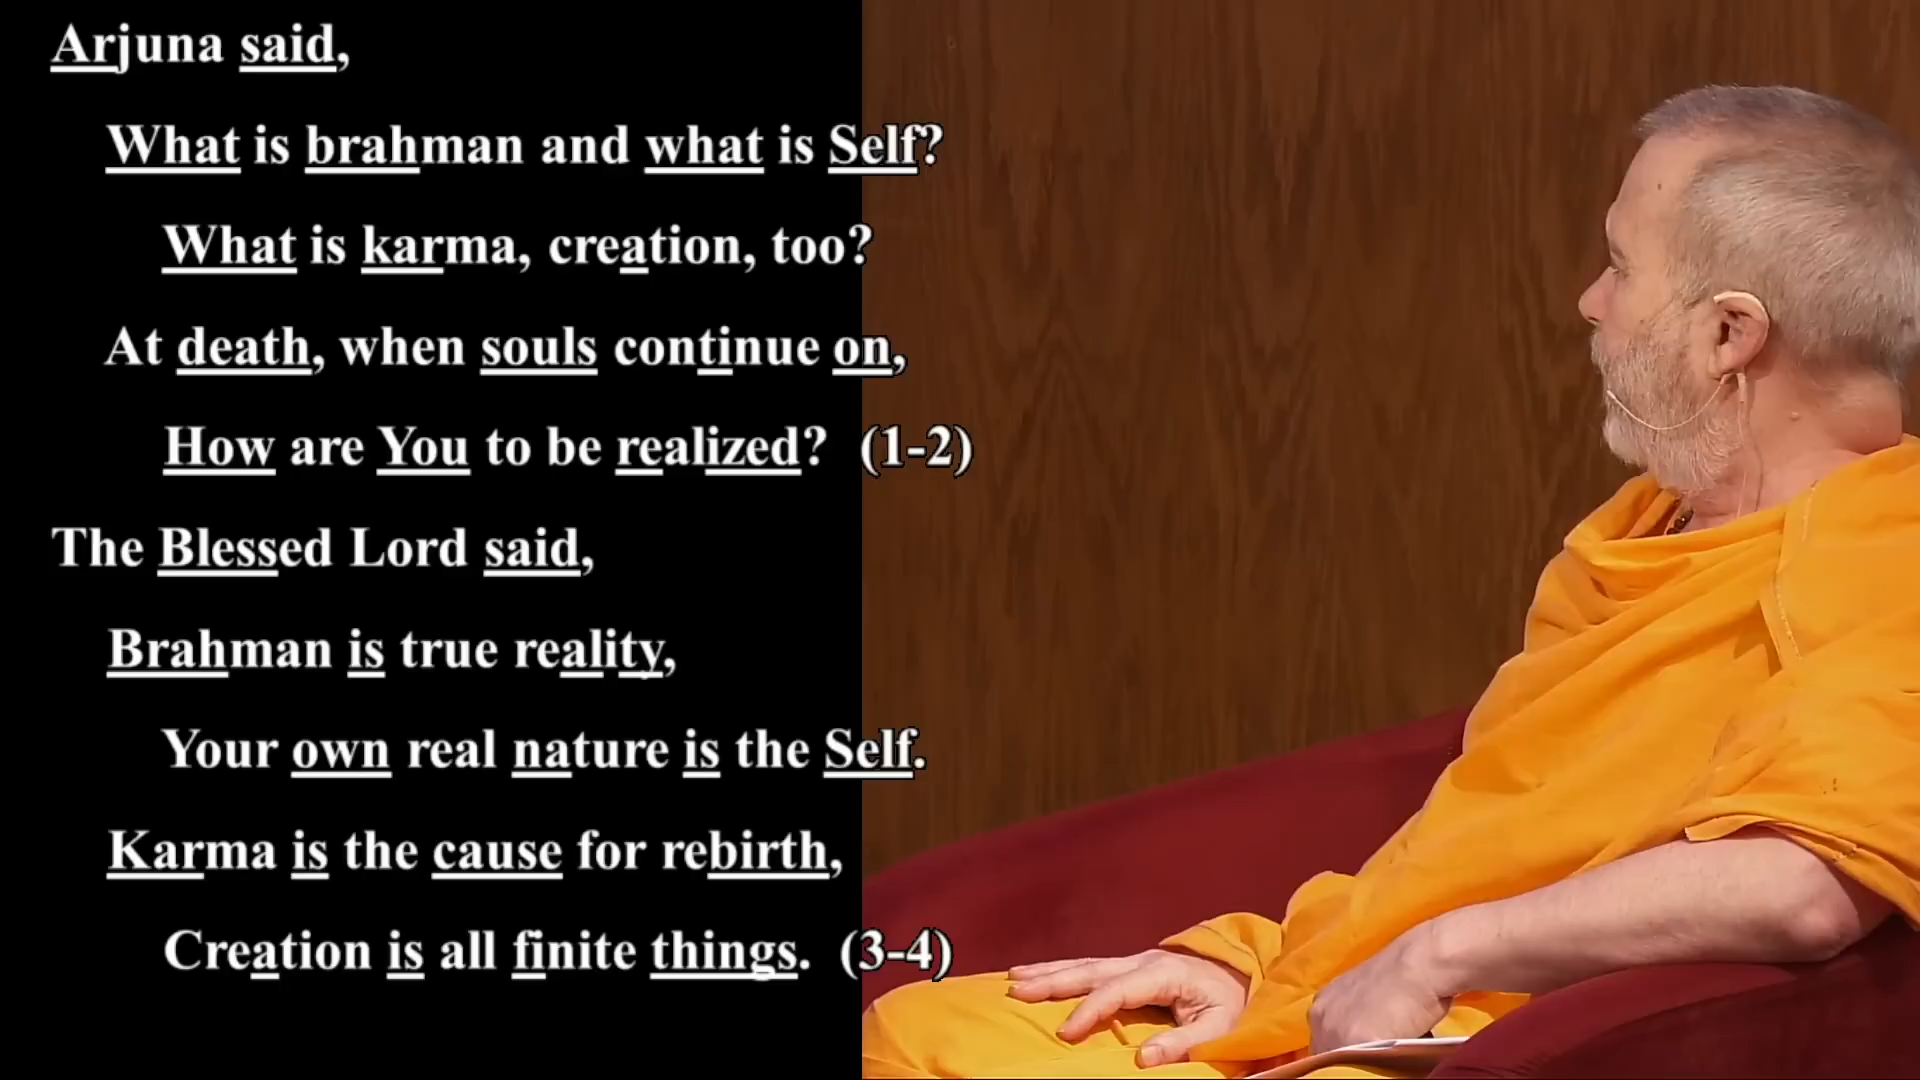 Arjuna said,
What is brahman and what is Self?
What is karma, creation, too?
At death, when souls continue on,
How are You to be realized? (1-2)
The Blessed Lord said,
Brahman is true reality,
Your own real nature is the Self.
Karma is the cause for rebirth,
Creation is all finite things. (3-4)